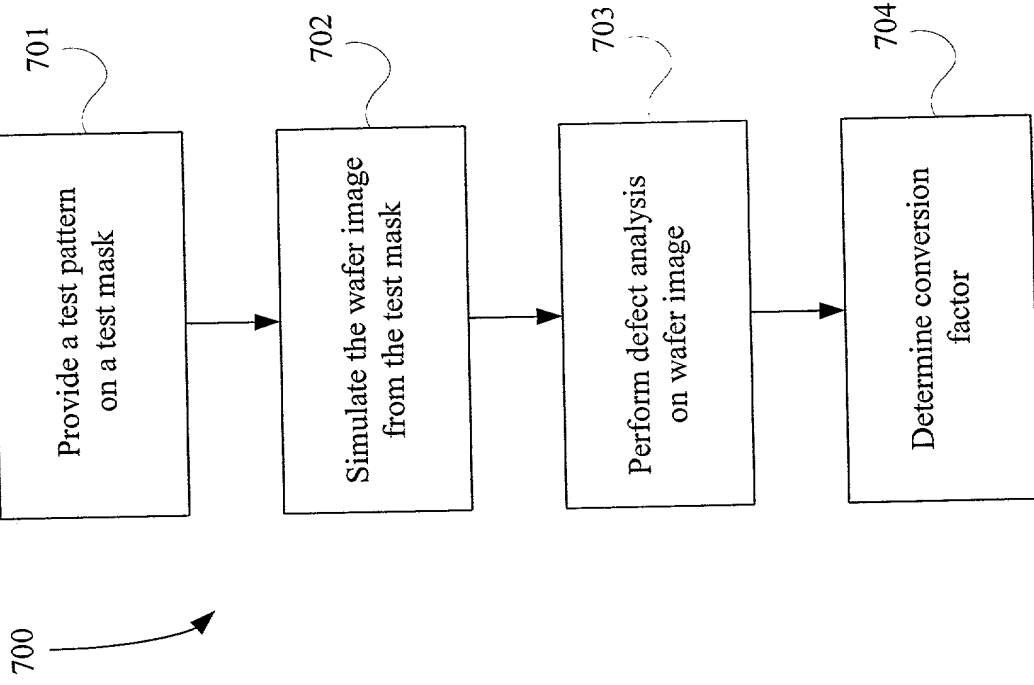 700
701
Provide a test pattern
on a test mask
702
Simulate the wafer image
from the test mask
703
Perform defect analysis
on wafer image
704
Determine conversion
factor